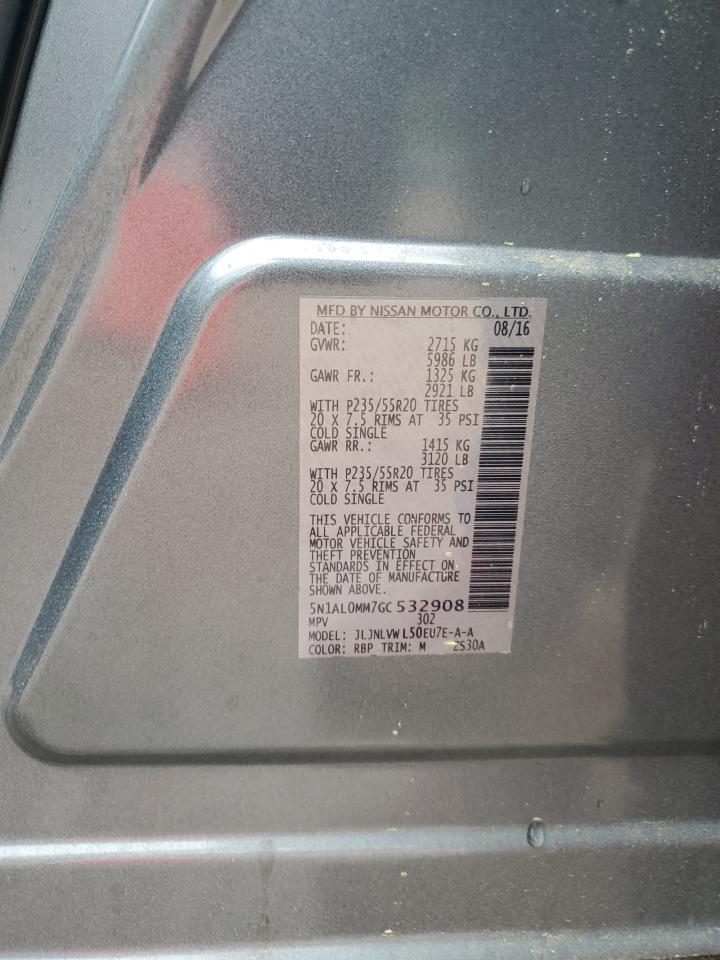 MFD BY NISSAN MOTOR CO., LTD.
DATE: 08/16
GVWR: 2715 KG
5986 LB
GAWR FR.: 1325 KG
2921 LB
WITH P235/55R20 TIRES
20 X 7.5 RIMS AT 35 PSI
COLD SINGLE
GAWR RR.: 1415 KG
3120 LB
WITH P235/55R20 TIRES
20 X 7.5 RIMS AT 35 PSI
COLD SINGLE
THIS VEHICLE CONFORMS TO
ALL APPLICABLE FEDERAL
MOTOR VEHICLE SAFETY AND
THEFT PREVENTION
STANDARDS IN EFFECT ON
THE DATE OF MANUFACTURE
SHOWN ABOVE.
5N1AL0MM7GC 532908
MPV 302
MODEL: JLJNLVW L50EU7E-A-A
COLOR: RBP TRIM: M ZS30A